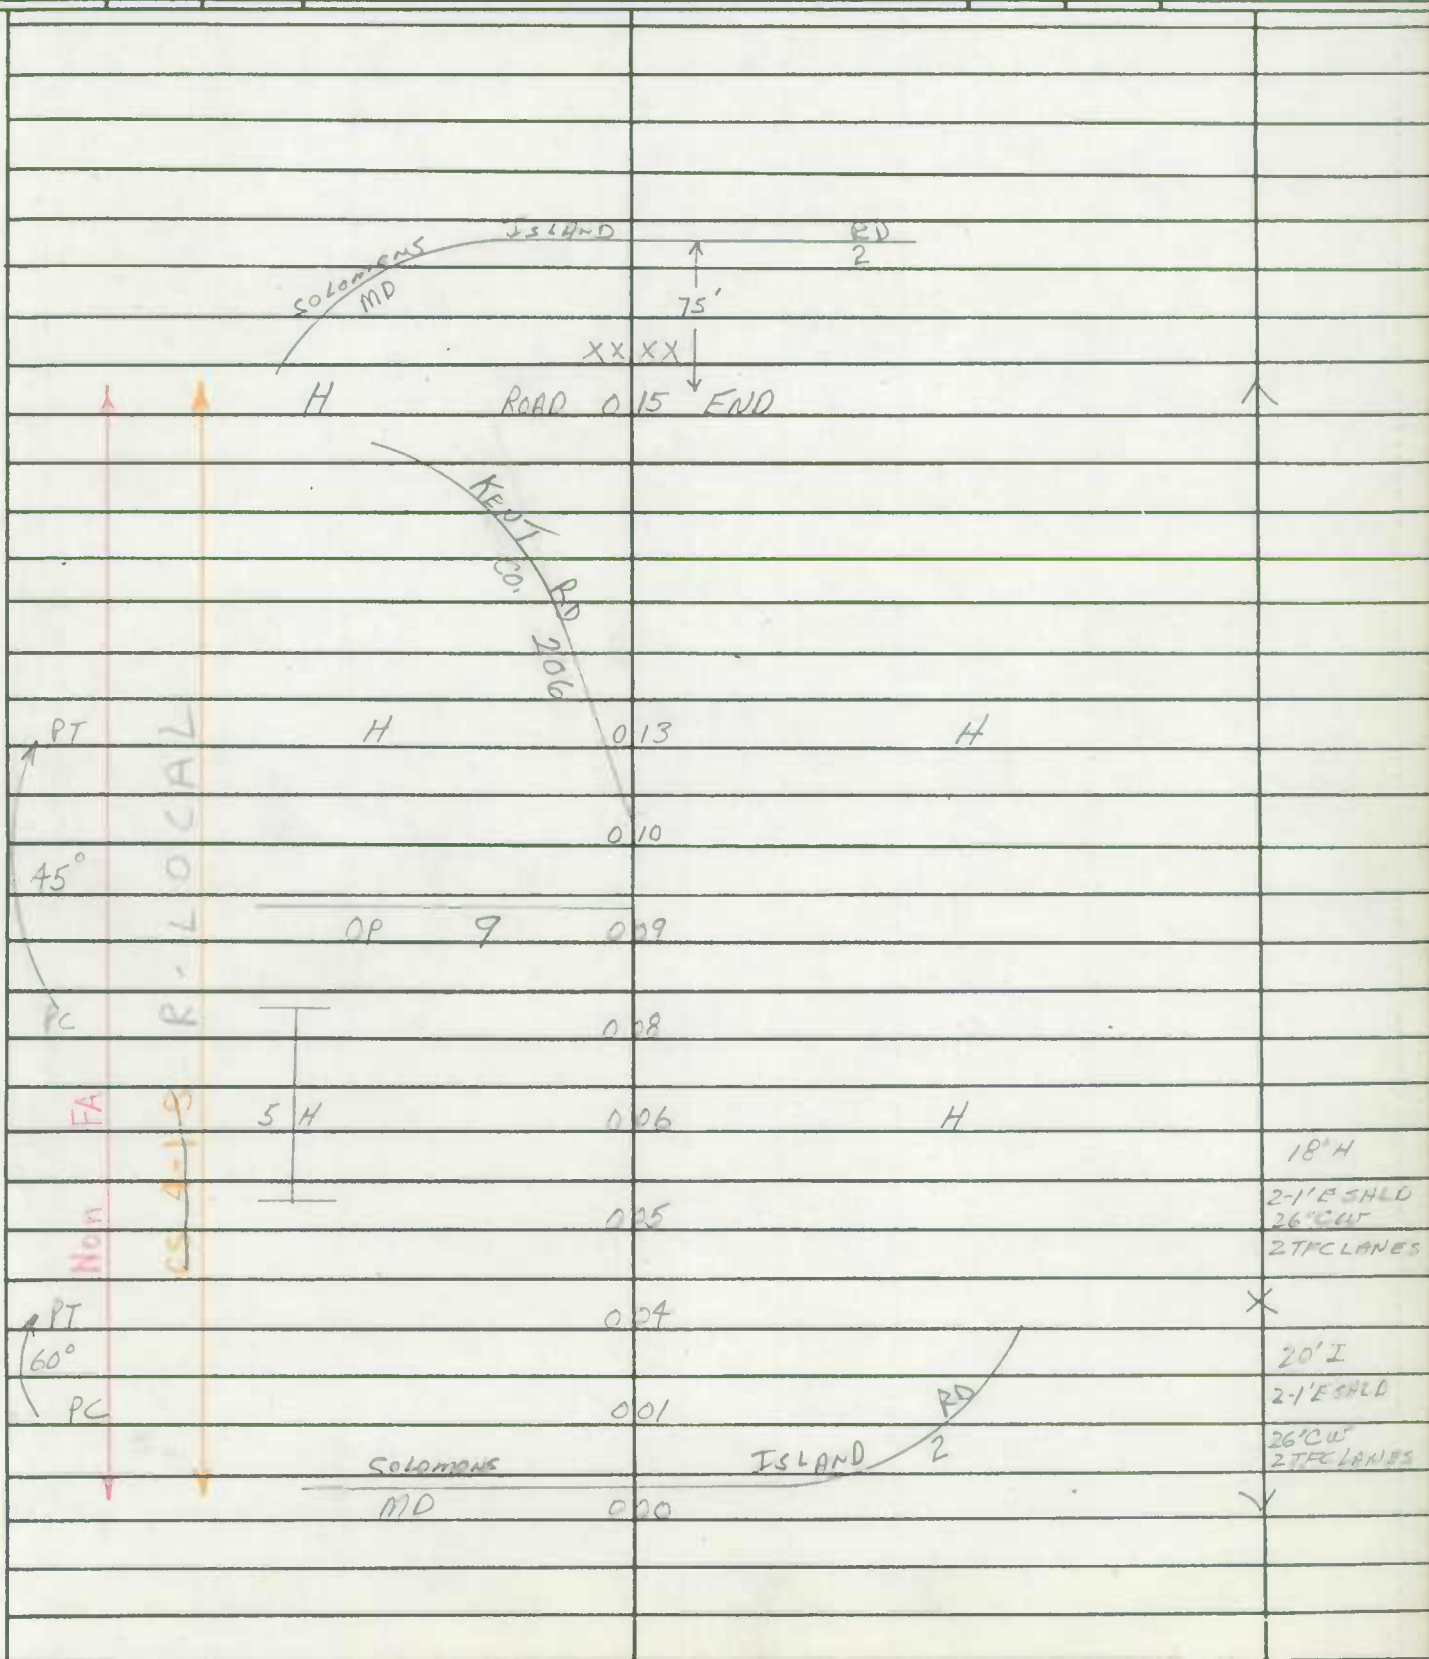 SOLOMONS ISLAND RD
MD 2
75'
XX XX
H ROAD 0 15 END
KENT RD
CO. 206
PT H 0 13 H
0 10
45°
OP 9 0 09
PC 0 08
5 H 0 06 H
R - LOCAL
Non FA
CS 4-1-9
18' H
2-1' E SHLD
26' CW
2 TFC LANES
0 05
PT 0 04
60°
20' I
2-1' E SHLD
PC 0 01
26' CW
2 TFC LANES
SOLOMONS ISLAND RD
MD 2
0 00